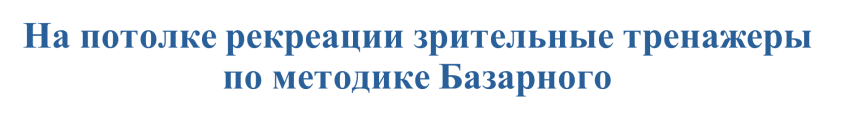 На потолке рекреации зрительные тренажеры
по методике Базарного